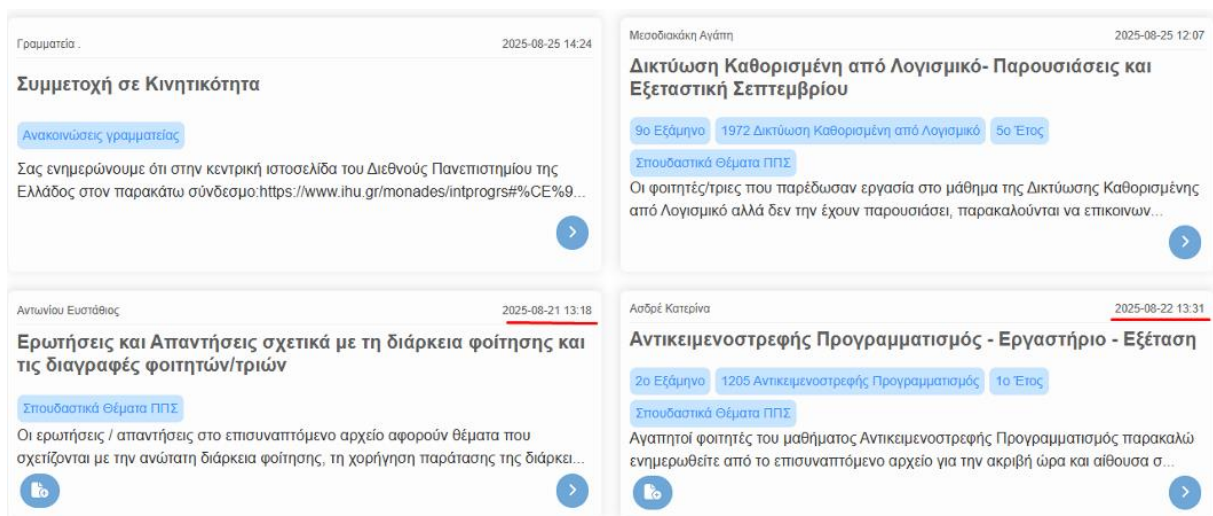 Γραμματεία .
2025-08-25 14:24
Συμμετοχή σε Κινητικότητα
Ανακοινώσεις γραμματείας
Σας ενημερώνουμε ότι στην κεντρική ιστοσελίδα του Διεθνούς Πανεπιστημίου της
Ελλάδος στον παρακάτω σύνδεσμο:https://www.ihu.gr/monades/intprogrs#%CE%9...
Μεσοδιακάκη Αγάπη
2025-08-25 12:07
Δικτύωση Καθορισμένη από Λογισμικό- Παρουσιάσεις και
Εξεταστική Σεπτεμβρίου
9ο Εξάμηνο 1972 Δικτύωση Καθορισμένη από Λογισμικό 5ο Έτος
Σπουδαστικά Θέματα ΠΠΣ
Οι φοιτητές/τριες που παρέδωσαν εργασία στο μάθημα της Δικτύωσης Καθορισμένης
από Λογισμικό αλλά δεν την έχουν παρουσιάσει, παρακαλούνται να επικοινων...
Αντωνίου Ευστάθιος
2025-08-21 13:18
Ερωτήσεις και Απαντήσεις σχετικά με τη διάρκεια φοίτησης και
τις διαγραφές φοιτητών/τριών
Σπουδαστικά Θέματα ΠΠΣ
Οι ερωτήσεις / απαντήσεις στο επισυναπτόμενο αρχείο αφορούν θέματα που
σχετίζονται με την ανώτατη διάρκεια φοίτησης, τη χορήγηση παράτασης της διάρκει...
Ασδρέ Κατερίνα
2025-08-22 13:31
Αντικειμενοστρεφής Προγραμματισμός - Εργαστήριο - Εξέταση
2ο Εξάμηνο 1205 Αντικειμενοστρεφής Προγραμματισμός 1ο Έτος
Σπουδαστικά Θέματα ΠΠΣ
Αγαπητοί φοιτητές του μαθήματος Αντικειμενοστρεφής Προγραμματισμός παρακαλώ
ενημερωθείτε από το επισυναπτόμενο αρχείο για την ακριβή ώρα και αίθουσα σ...